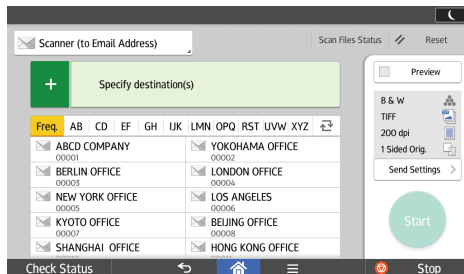 Scanner (to Email Address)
Scan Files Status
Reset
+
Specify destination(s)
Preview
Freq. AB CD EF GH IJK LMN OPQ RST UVW XYZ
B & W
TIFF
200 dpi
1 Sided Orig.
Send Settings >
Start
ABCD COMPANY
00001
YOKOHAMA OFFICE
00002
BERLIN OFFICE
00003
LONDON OFFICE
00004
NEW YORK OFFICE
00005
LOS ANGELES
00006
KYOTO OFFICE
00007
BEIJING OFFICE
00008
SHANGHAI OFFICE
HONG KONG OFFICE
Check Status
Stop